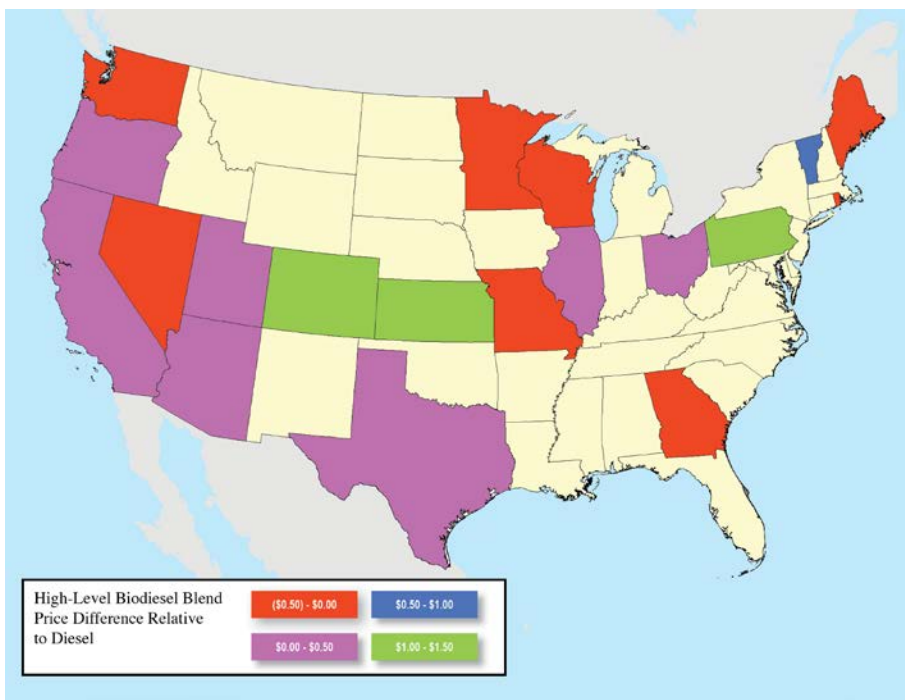 High-Level Biodiesel Blend
Price Difference Relative
to Diesel
($0.50) - $0.00
$0.50 - $1.00
$0.00 - $0.50
$1.00 - $1.50